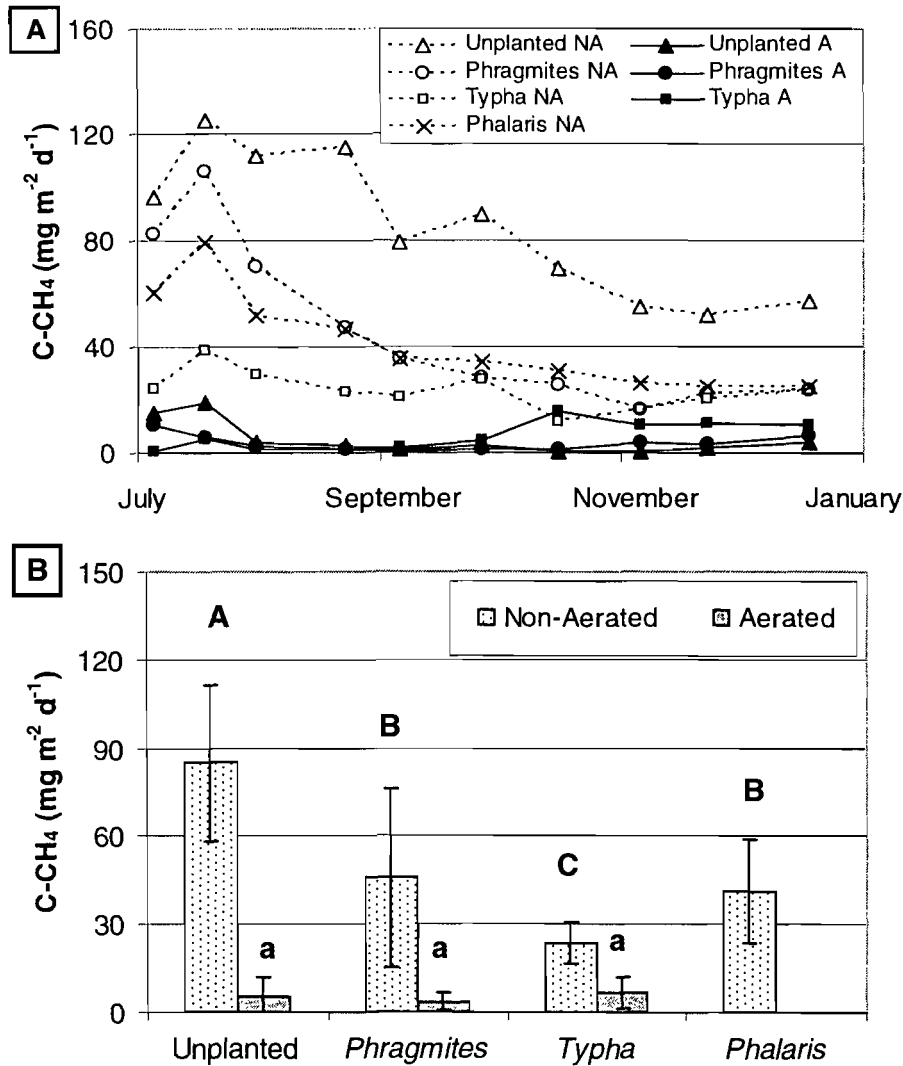 A
C-CH4 (mg m-2 d-1)
160
120
80
40
0
Unplanted NA
Unplanted A
Phragmites NA
Phragmites A
Typha NA
Typha A
Phalaris NA
July
September
November
January
B
C-CH4 (mg m-2 d-1)
150
120
90
60
30
0
Non-Aerated
Aerated
A
B
C
B
a
a
a
Unplanted
Phragmites
Typha
Phalaris